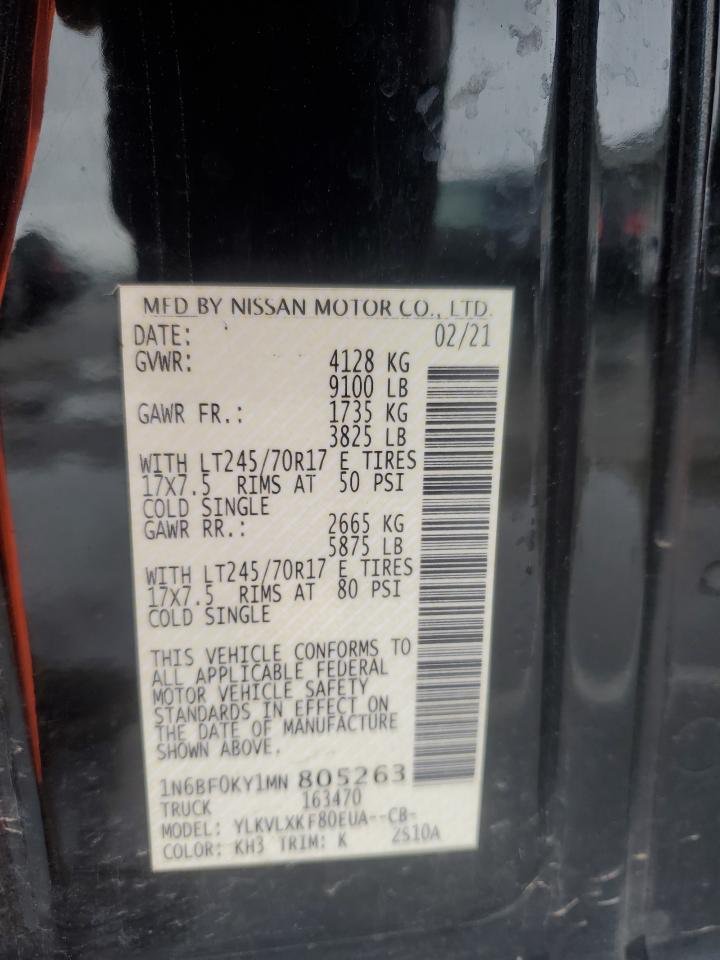 MFD BY NISSAN MOTOR CO., LTD.
DATE: 02/21
GVWR: 4128 KG
9100 LB
GAWR FR.: 1735 KG
3825 LB
WITH LT245/70R17 E TIRES
17X7.5 RIMS AT 50 PSI
COLD SINGLE
GAWR RR.: 2665 KG
5875 LB
WITH LT245/70R17 E TIRES
17X7.5 RIMS AT 80 PSI
COLD SINGLE
THIS VEHICLE CONFORMS TO
ALL APPLICABLE FEDERAL
MOTOR VEHICLE SAFETY
STANDARDS IN EFFECT ON
THE DATE OF MANUFACTURE
SHOWN ABOVE.
1N6BF0KY1MN 805263
TRUCK 163470
MODEL: YLKVLXKF80EUA--CB-
COLOR: KH3 TRIM: K 2S10A